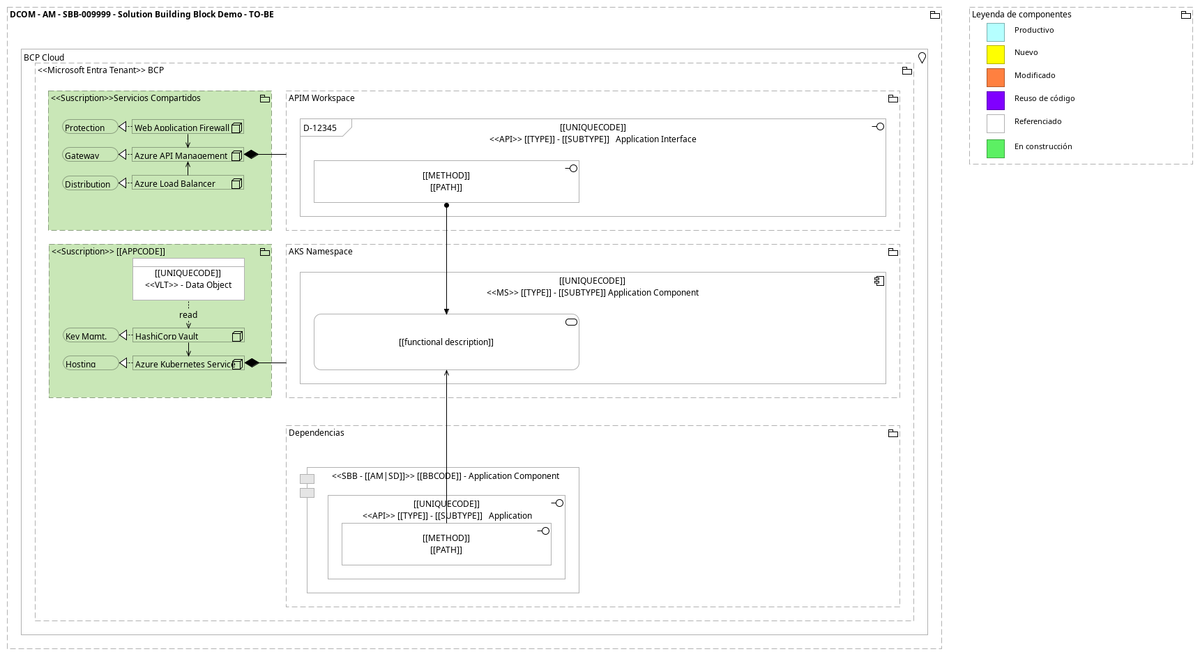 DCOM - AM - SBB-009999 - Solution Building Block Demo - TO-BE
BCP Cloud
<<Microsoft Entra Tenant>> BCP
<<Suscription>>Servicios Compartidos
Protection
Web Application Firewall
Gateway
Azure API Management
Distribution
Azure Load Balancer
APIM Workspace
D-12345
[[UNIQUECODE]]
<<API>> [[TYPE]] - [[SUBTYPE]] Application Interface
[[METHOD]]
[[PATH]]
<<Suscription>> [[APPCODE]]
[[UNIQUECODE]]
<<VLT>> - Data Object
read
Key Mgmt.
HashiCorp Vault
Hosting
Azure Kubernetes Service
AKS Namespace
[[UNIQUECODE]]
<<MS>> [[TYPE]] - [[SUBTYPE]] Application Component
[[functional description]]
Dependencias
<<SBB - [[AM|SD]]>> [[BBCODE]] - Application Component
[[UNIQUECODE]]
<<API>> [[TYPE]] - [[SUBTYPE]] Application
[[METHOD]]
[[PATH]]
Leyenda de componentes
Productivo
Nuevo
Modificado
Reuso de código
Referenciado
En construcción